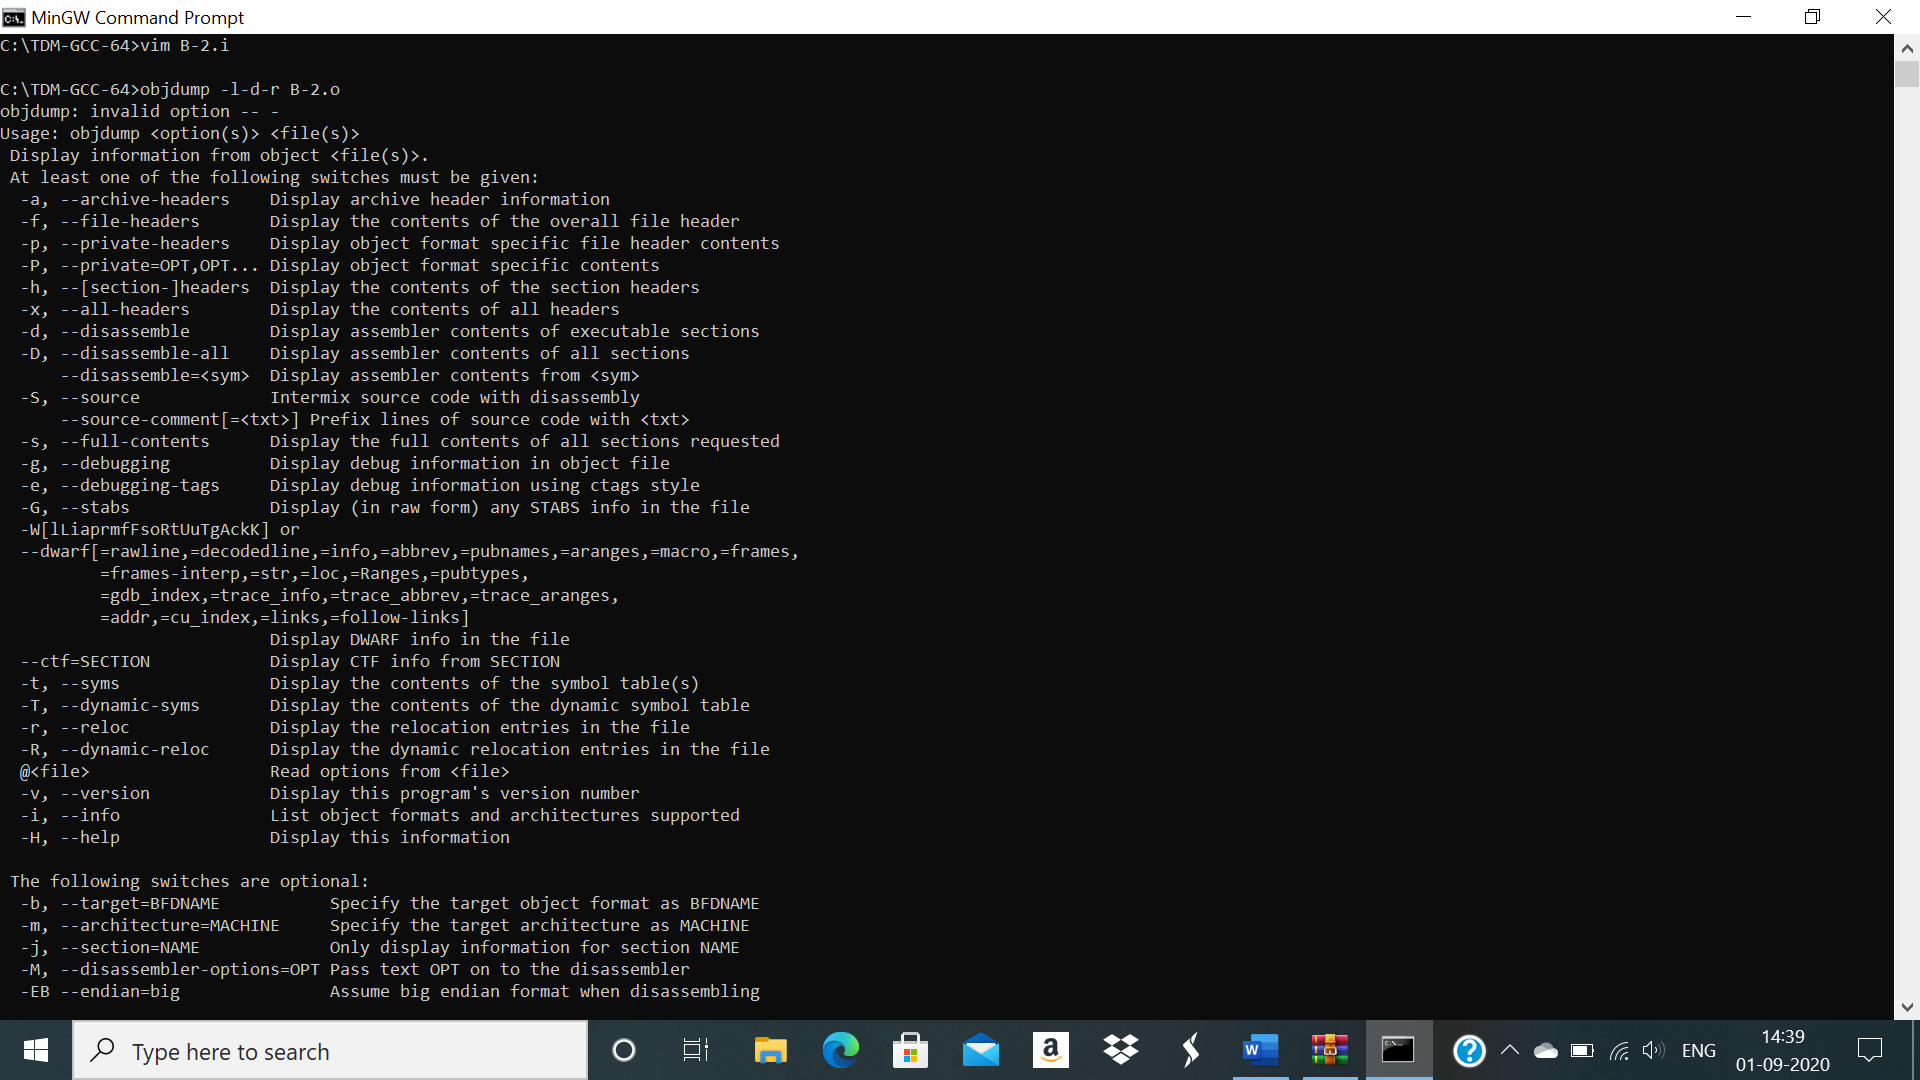 MinGW Command Prompt
C:\TDM-GCC-64>vim B-2.i
C:\TDM-GCC-64>objdump -l-d-r B-2.o
objdump: invalid option -- -
Usage: objdump <option(s)> <file(s)>
 Display information from object <file(s)>.
 At least one of the following switches must be given:
  -a, --archive-headers    Display archive header information
  -f, --file-headers       Display the contents of the overall file header
  -p, --private-headers    Display object format specific file header contents
  -P, --private=OPT,OPT... Display object format specific contents
  -h, --[section-]headers  Display the contents of the section headers
  -x, --all-headers        Display the contents of all headers
  -d, --disassemble        Display assembler contents of executable sections
  -D, --disassemble-all    Display assembler contents of all sections
      --disassemble=<sym>  Display assembler contents from <sym>
  -S, --source             Intermix source code with disassembly
      --source-comment[=<txt>] Prefix lines of source code with <txt>
  -s, --full-contents      Display the full contents of all sections requested
  -g, --debugging          Display debug information in object file
  -e, --debugging-tags     Display debug information using ctags style
  -G, --stabs              Display (in raw form) any STABS info in the file
  -W[lLiaprmfFsoRtUuTgAckK] or
  --dwarf[=rawline,=decodedline,=info,=abbrev,=pubnames,=aranges,=macro,=frames,
          =frames-interp,=str,=loc,=Ranges,=pubtypes,
          =gdb_index,=trace_info,=trace_abbrev,=trace_aranges,
          =addr,=cu_index,=links,=follow-links]
                           Display DWARF info in the file
  --ctf=SECTION            Display CTF info from SECTION
  -t, --syms               Display the contents of the symbol table(s)
  -T, --dynamic-syms       Display the contents of the dynamic symbol table
  -r, --reloc              Display the relocation entries in the file
  -R, --dynamic-reloc      Display the dynamic relocation entries in the file
  @<file>                  Read options from <file>
  -v, --version            Display this program's version number
  -i, --info               List object formats and architectures supported
  -H, --help               Display this information
 The following switches are optional:
  -b, --target=BFDNAME           Specify the target object format as BFDNAME
  -m, --architecture=MACHINE     Specify the target architecture as MACHINE
  -j, --section=NAME             Only display information for section NAME
  -M, --disassembler-options=OPT Pass text OPT on to the disassembler
  -EB --endian=big               Assume big endian format when disassembling
Type here to search
ENG
14:39
01-09-2020